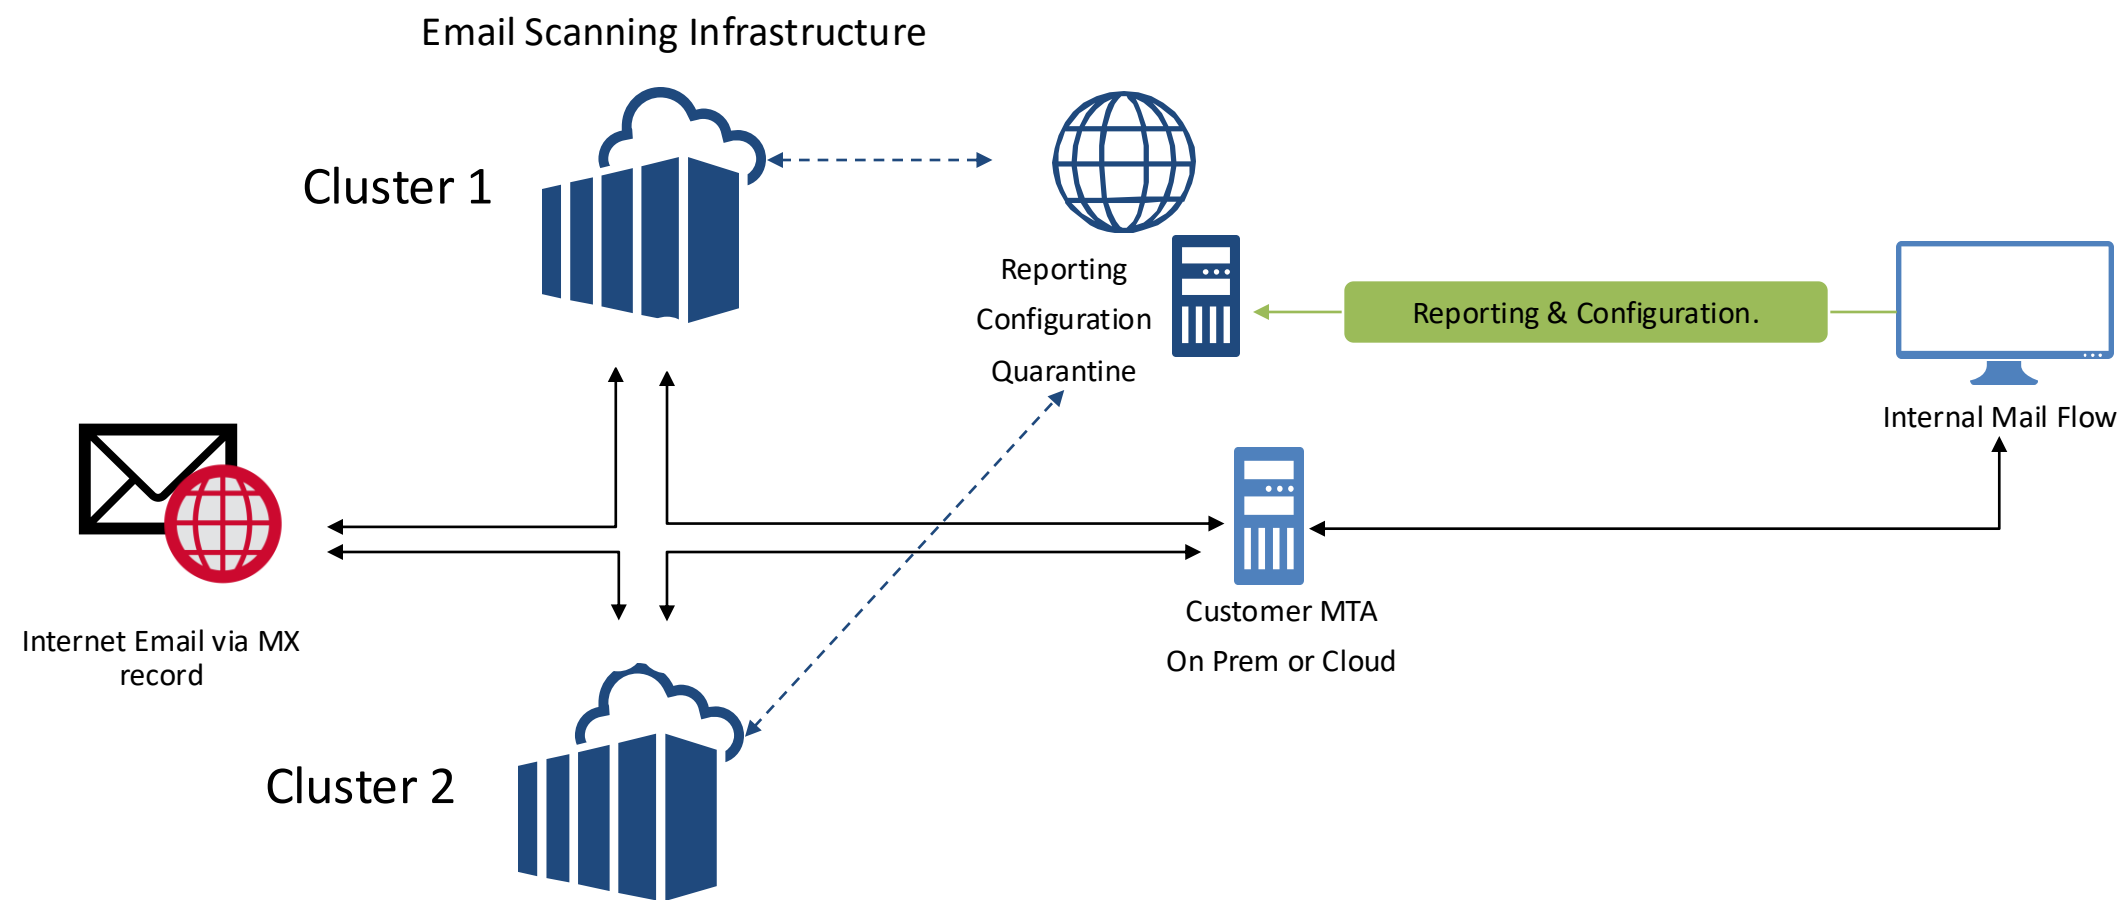 Email Scanning Infrastructure
Cluster 1
Reporting
Configuration
Quarantine
Reporting & Configuration.
Internal Mail Flow
Internet Email via MX
record
Customer MTA
On Prem or Cloud
Cluster 2